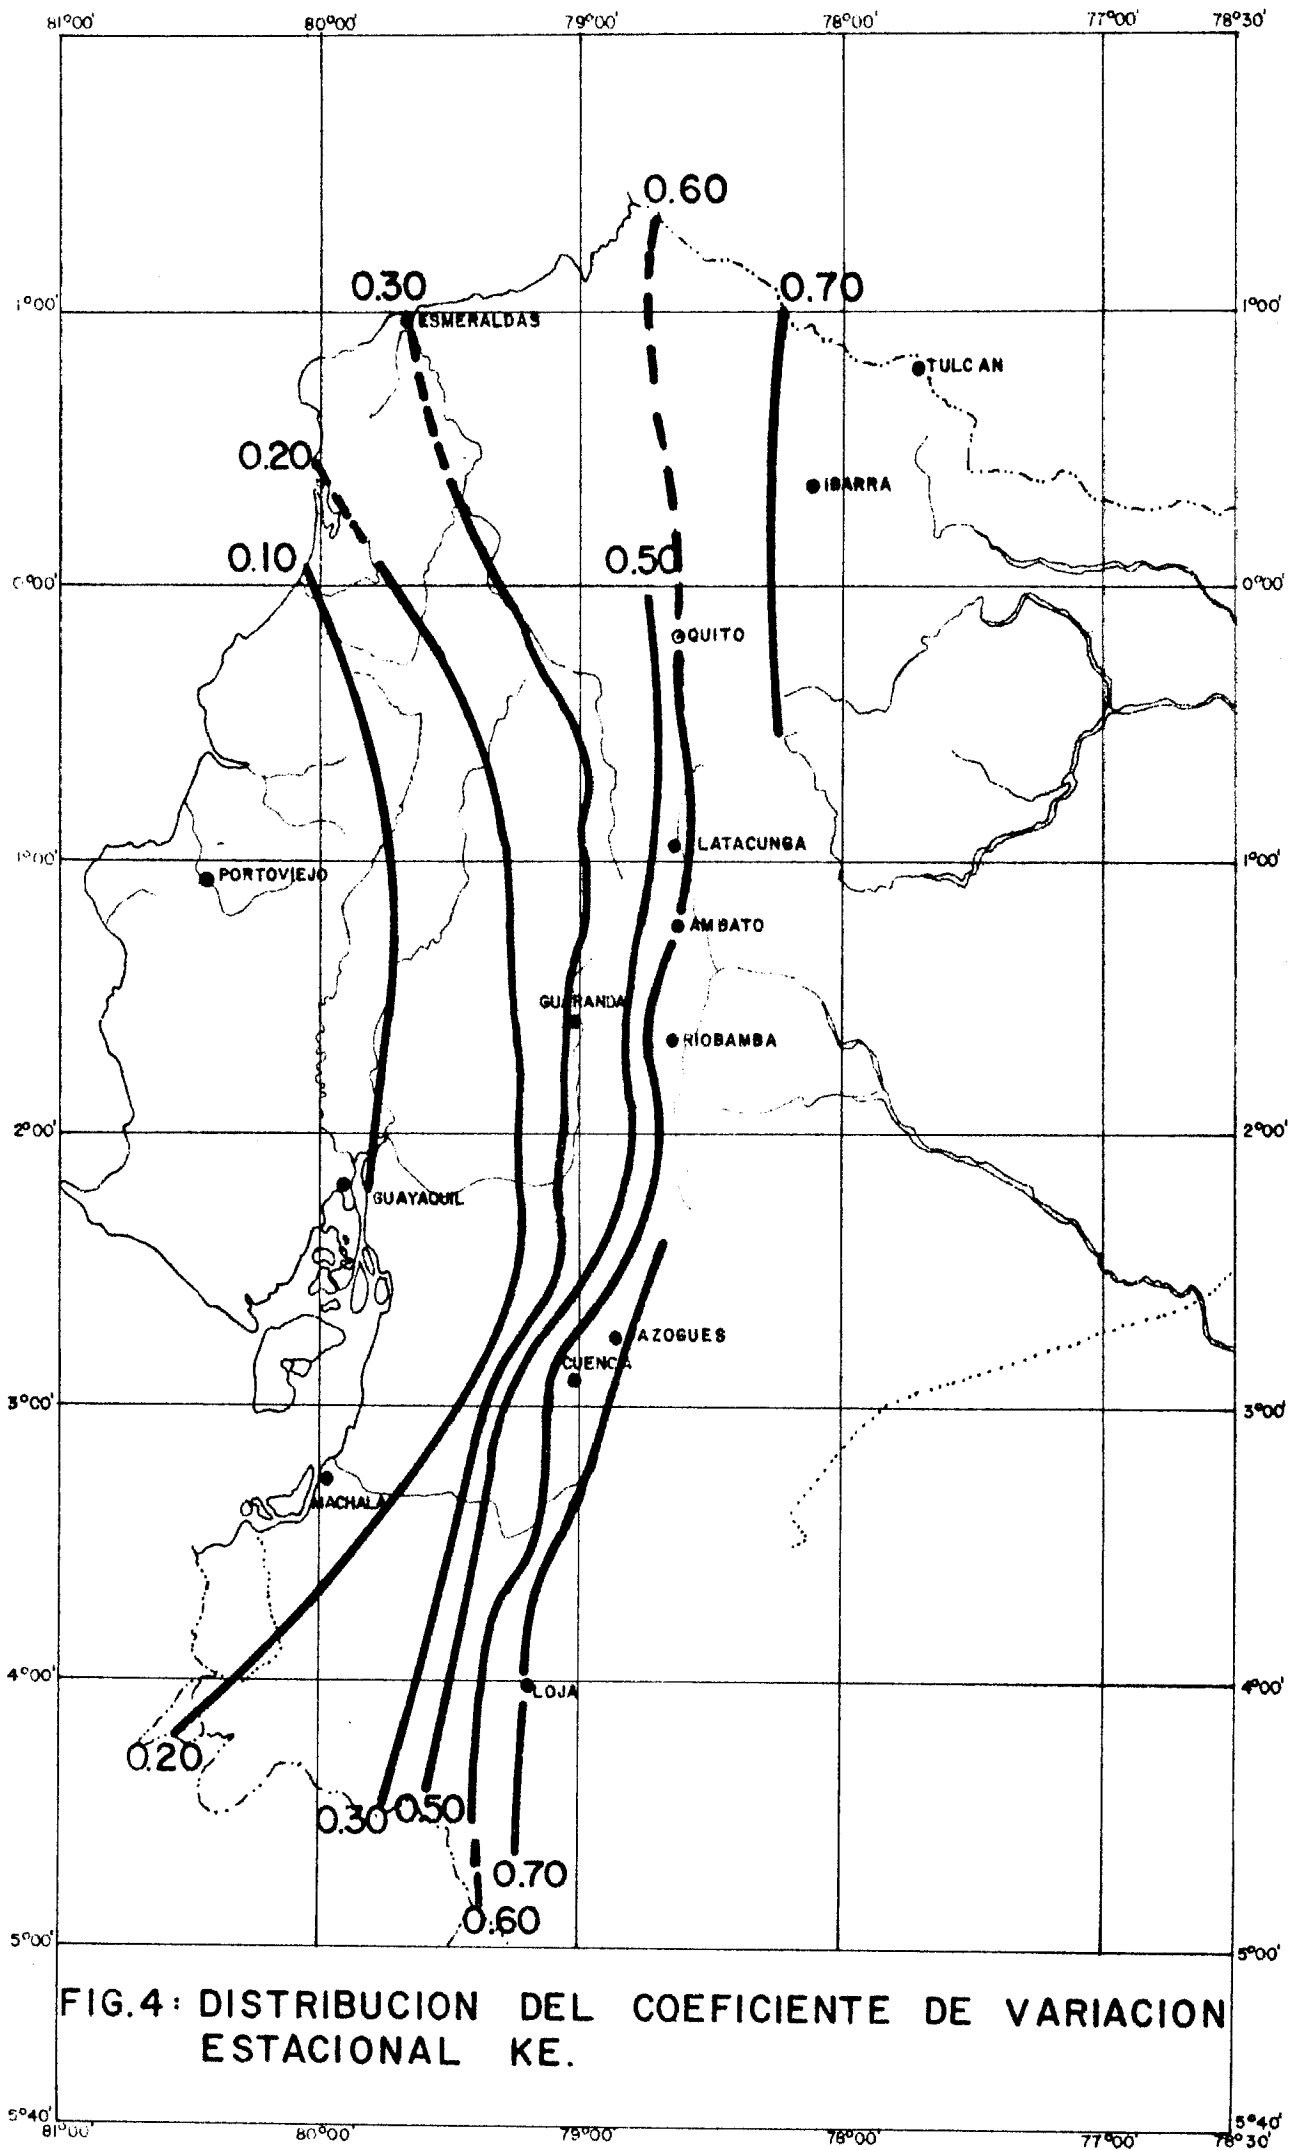 81°00' 80°00' 79°00' 78°00' 77°00' 78°30'
0.60
0.30
0.70
1°00' 1°00'
ESMERALDAS
TULCAN
0.20
IBARRA
0.10
0.50
0°00' 0°00'
QUITO
LATACUNGA
1°00' 1°00'
PORTOVIEJO
AMBATO
GUARANDA
RIOBAMBA
2°00' 2°00'
GUAYAQUIL
AZOGUES
CUENCA
3°00' 3°00'
MACHALA
4°00' 4°00'
LOJA
0.20
0.30 0.50
0.70
0.60
5°00' 5°00'
FIG.4: DISTRIBUCION DEL COEFICIENTE DE VARIACION
ESTACIONAL KE.
5°40' 5°40'
81°00' 80°00' 79°00' 78°00' 77°00' 78°30'